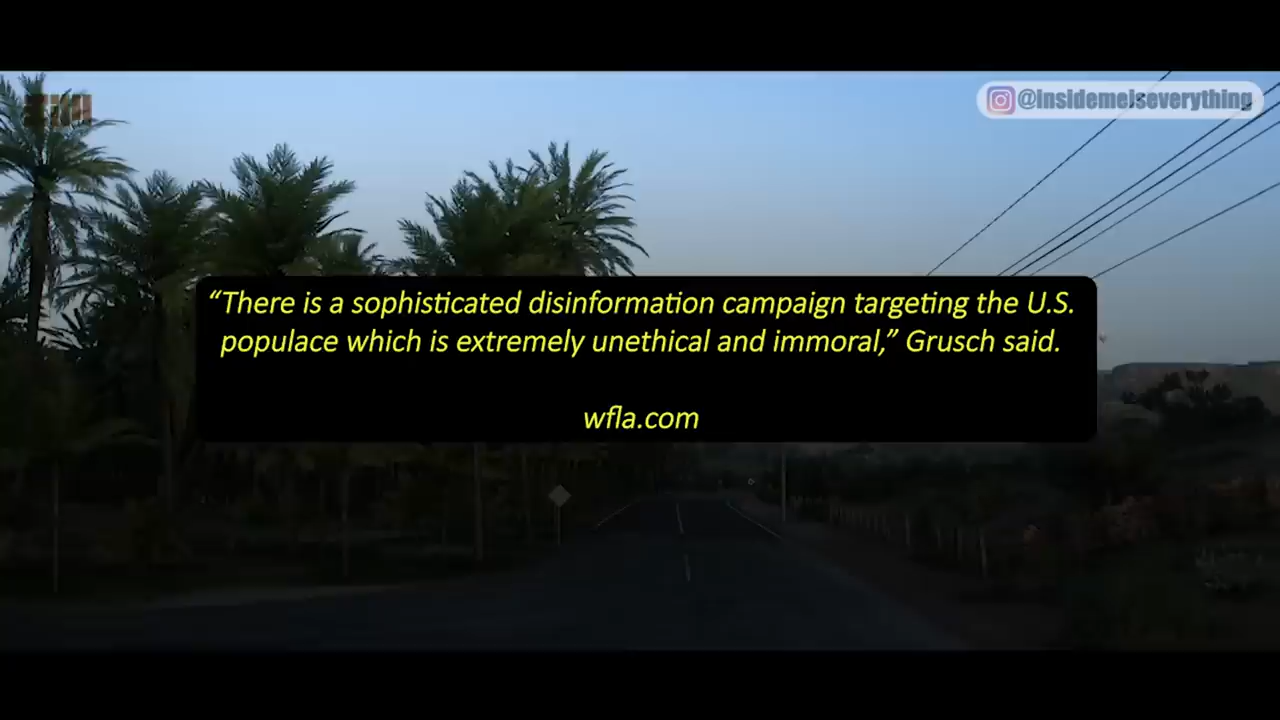 @Insidemeiseverything
“There is a sophisticated disinformation campaign targeting the U.S.
populace which is extremely unethical and immoral,” Grusch said.
wfla.com